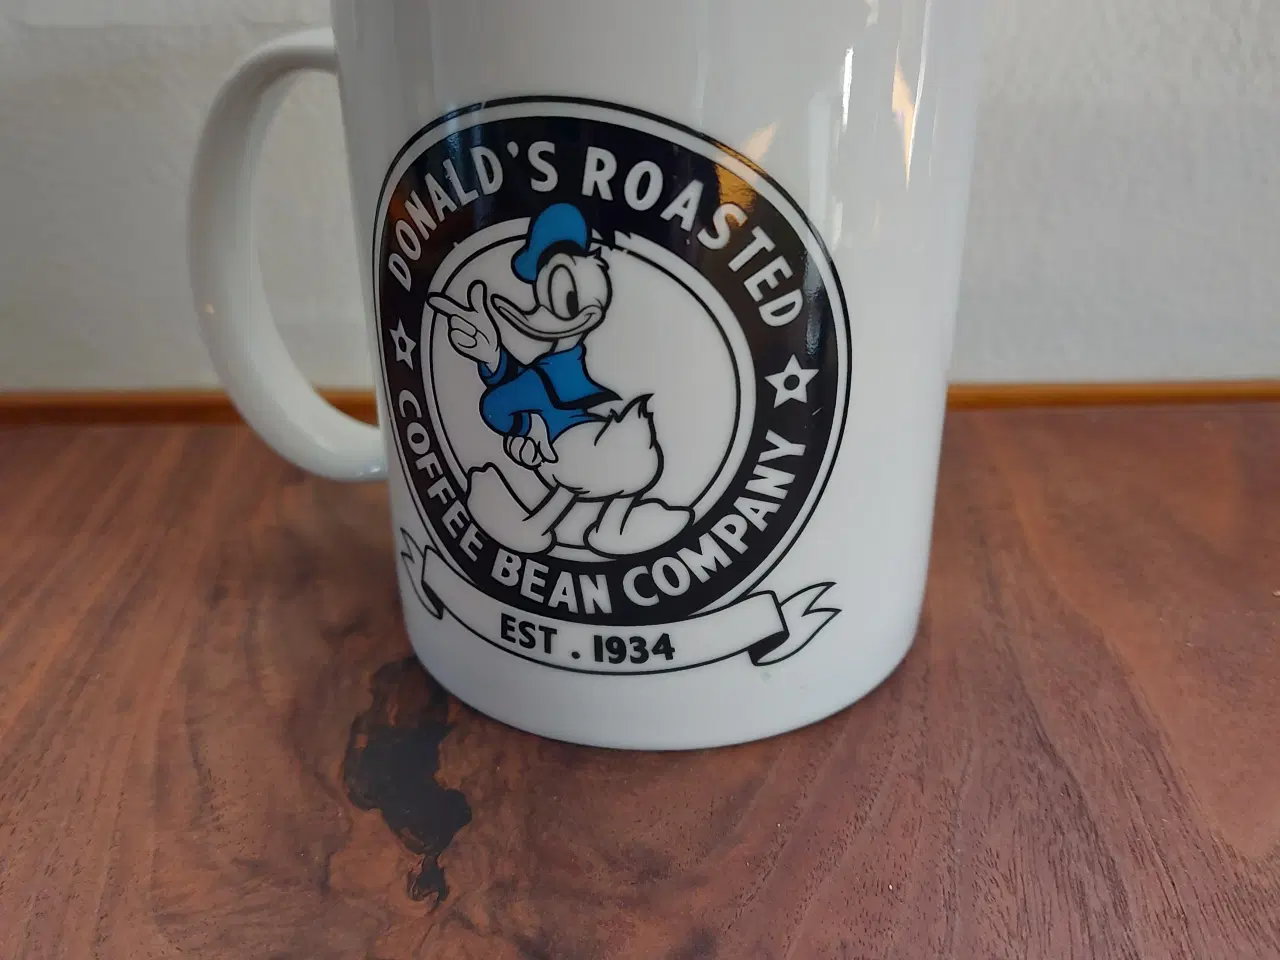 DONALD'S ROASTED
COFFEE BEAN COMPANY
EST . 1934